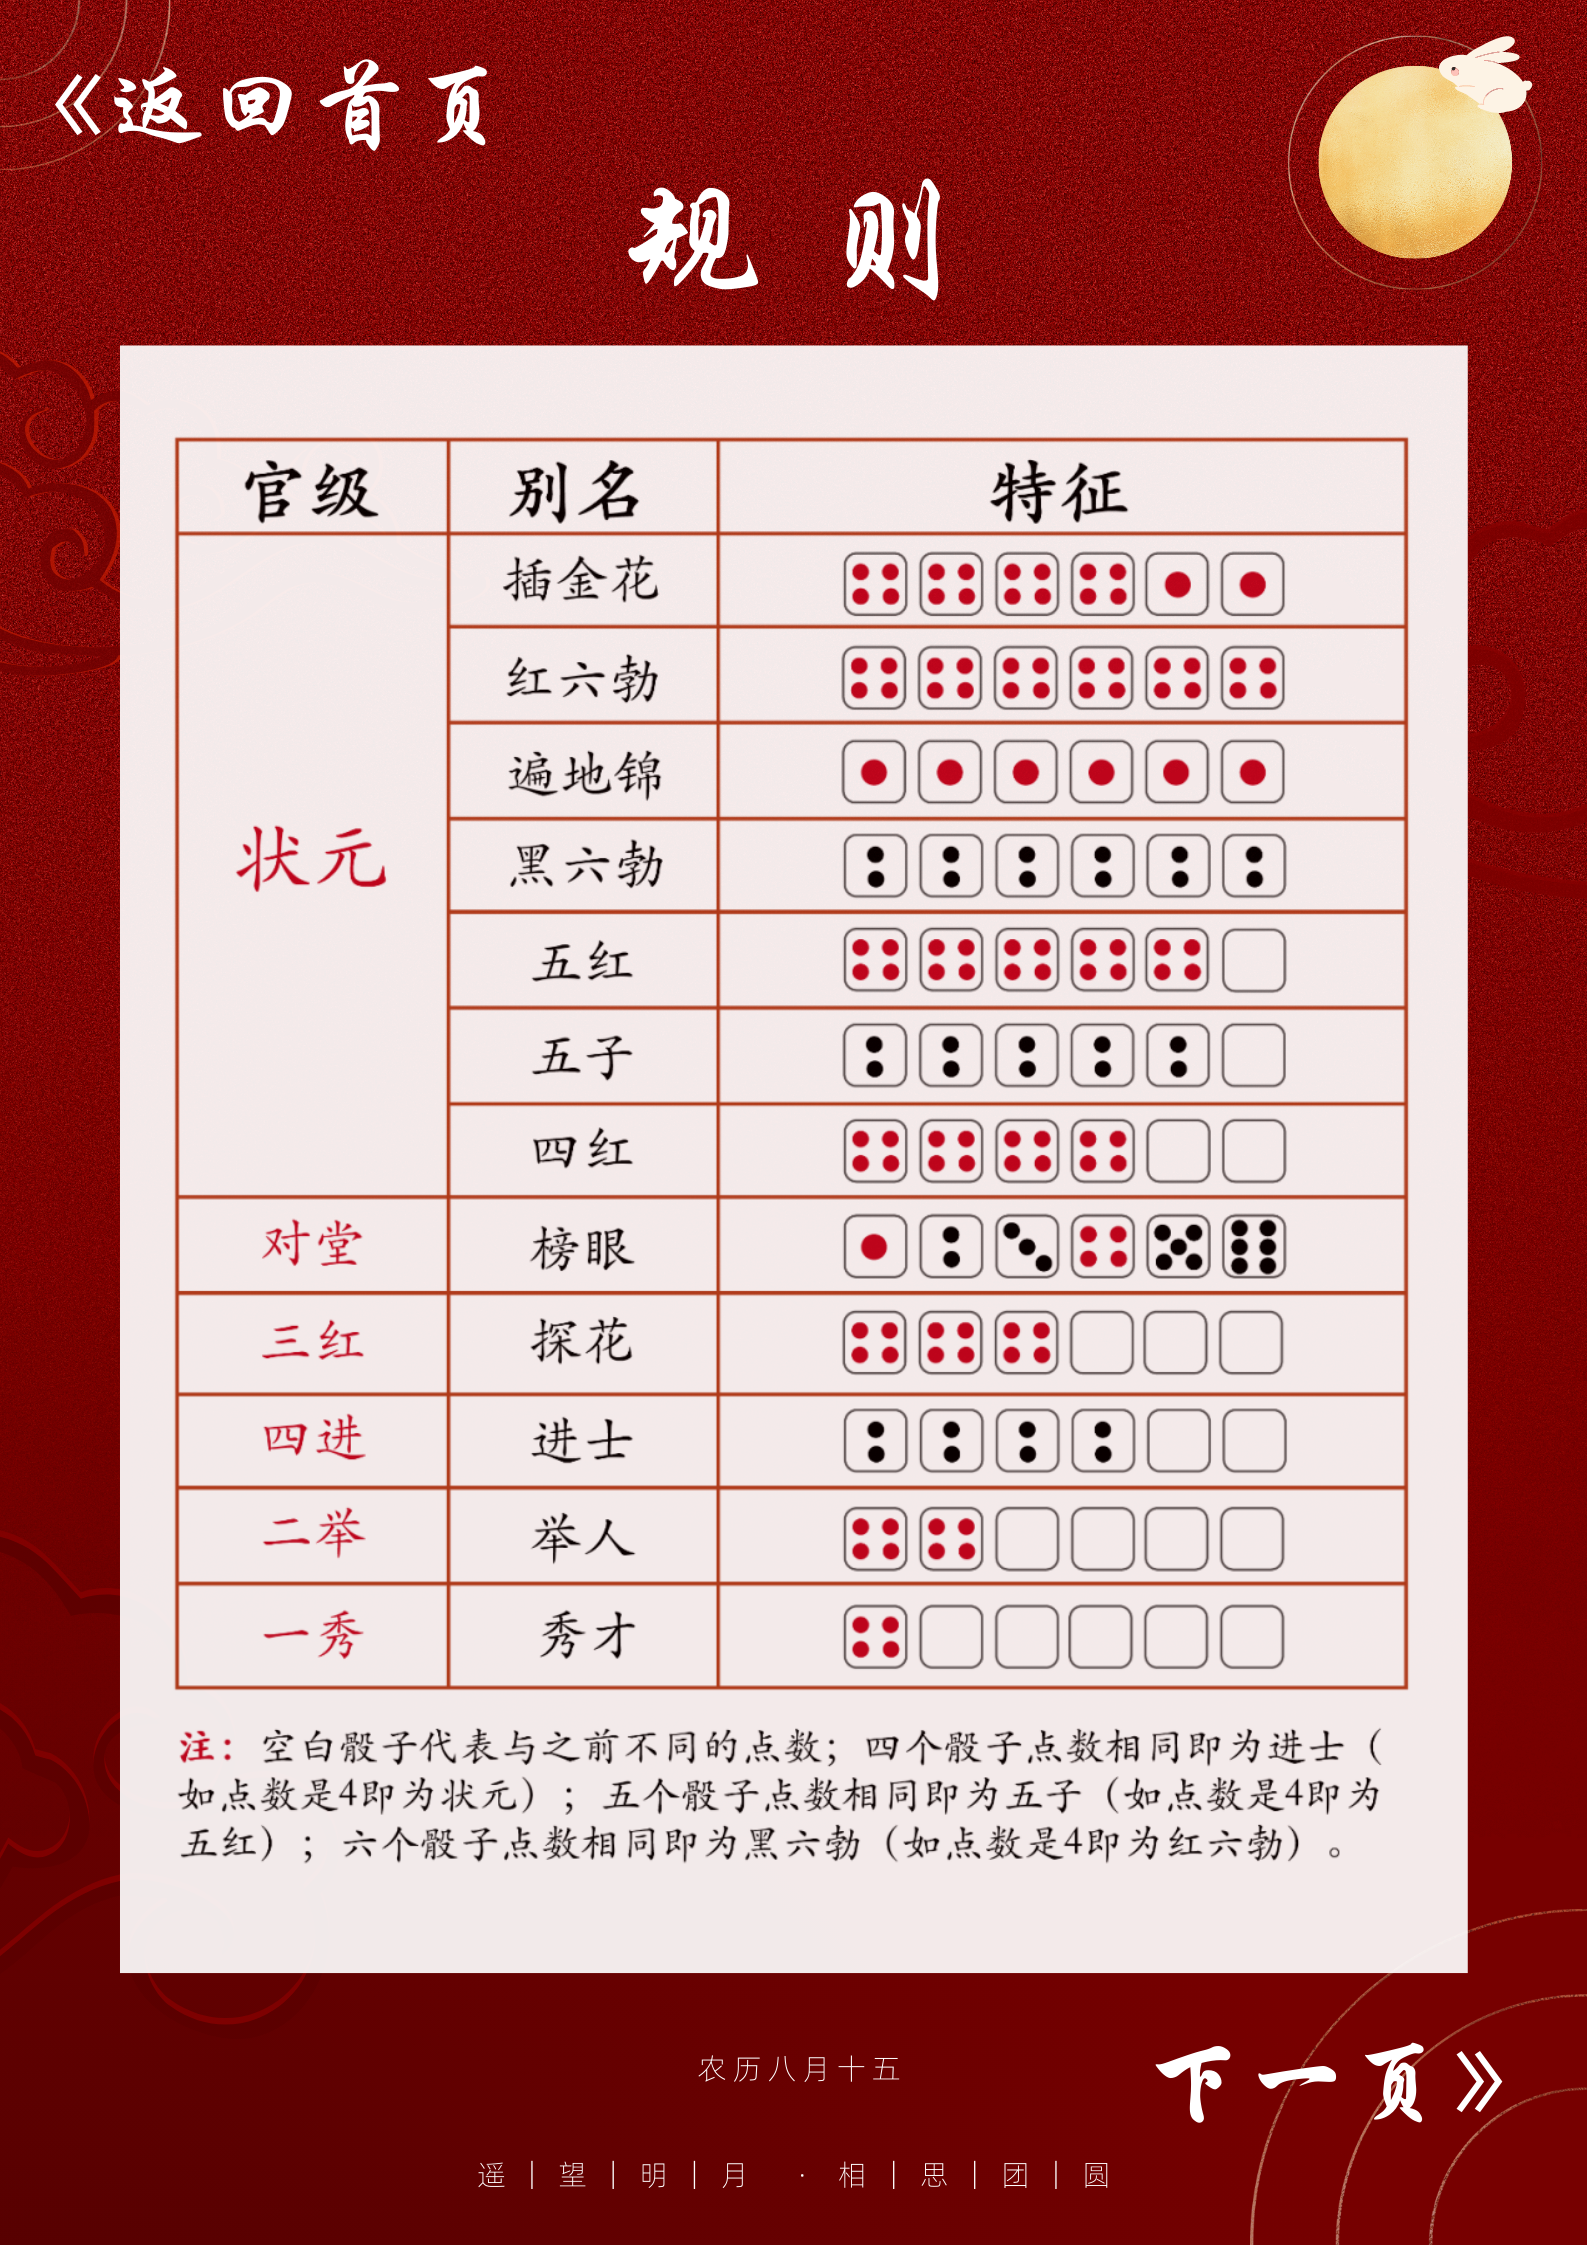 《返回首页
规 则
官级 别名 特征
状元
插金花
红六勃
遍地锦
黑六勃
五红
五子
四红
对堂 榜眼
三红 探花
四进 进士
二举 举人
一秀 秀才
注：空白骰子代表与之前不同的点数；四个骰子点数相同即为进士（
如点数是4即为状元）；五个骰子点数相同即为五子（如点数是4即为
五红）；六个骰子点数相同即为黑六勃（如点数是4即为红六勃）。
农历八月十五
下一页》
遥|望|明|月 · 相|思|团|圆